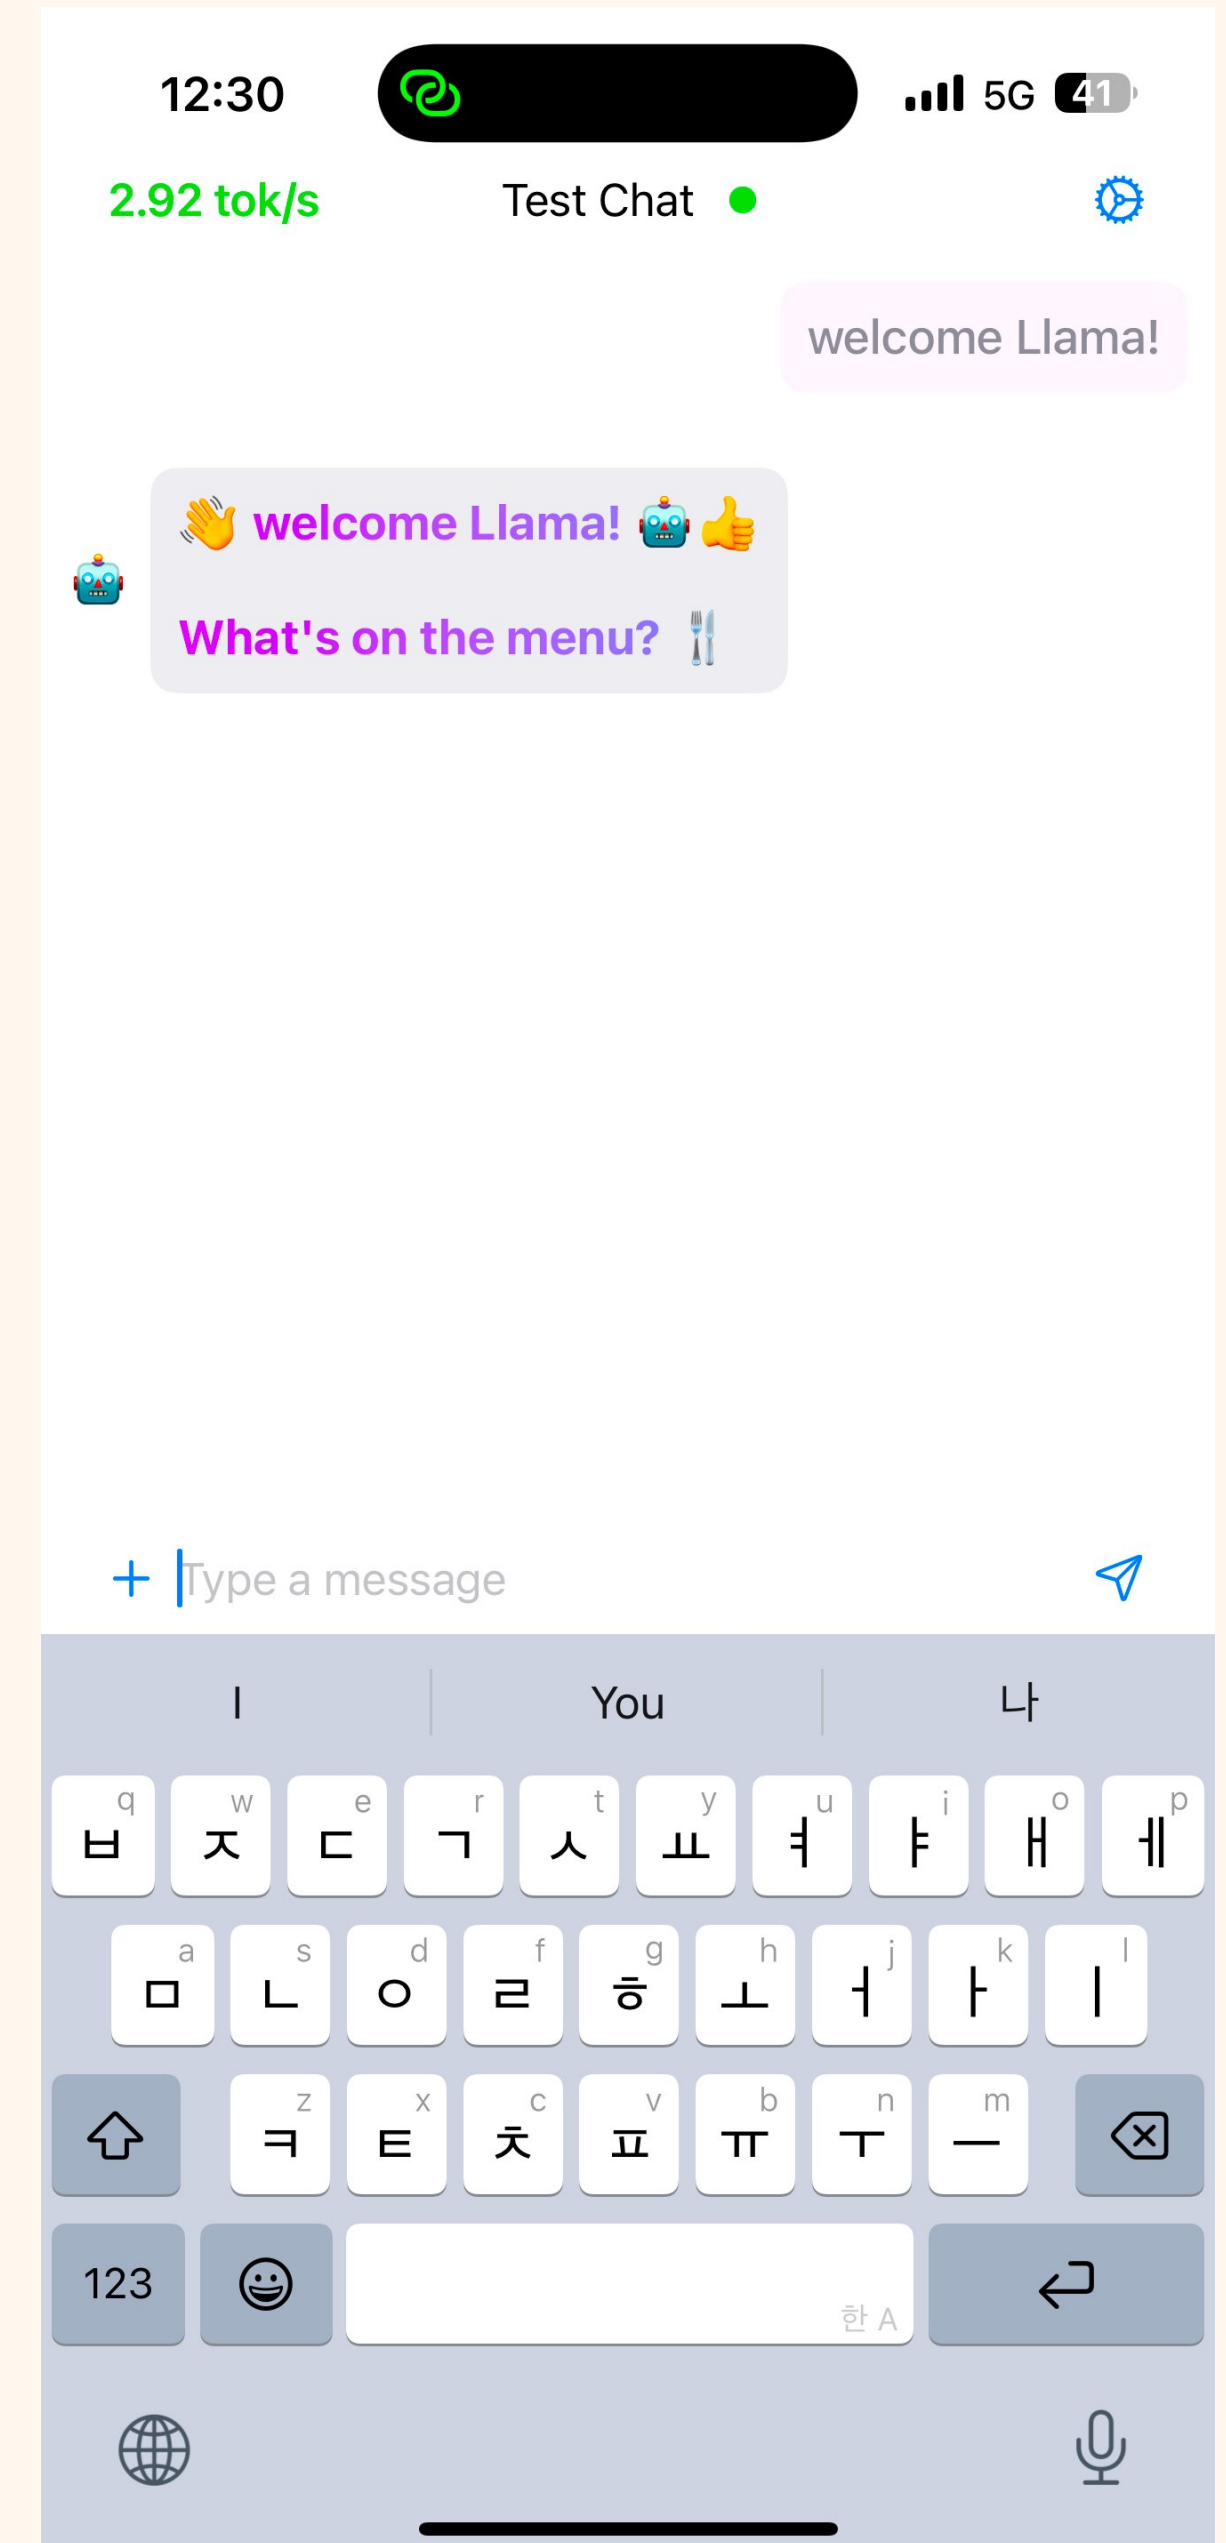 12:30 5G 41
2.92 tok/s Test Chat
welcome Llama!
👋 welcome Llama! 🤖👍
What's on the menu? 🍴
Type a message
I You 나
q w e r t y u i o p
ㅂ ㅈ ㄷ ㄱ ㅅ ㅛ ㅕ ㅑ ㅐ ㅔ
a s d f g h j k l
ㅁ ㄴ ㅇ ㄹ ㅎ ㅗ ㅓ ㅏ ㅣ
z x c v b n m
ㅋ ㅌ ㅊ ㅍ ㅠ ㅜ ㅡ
123
한 A